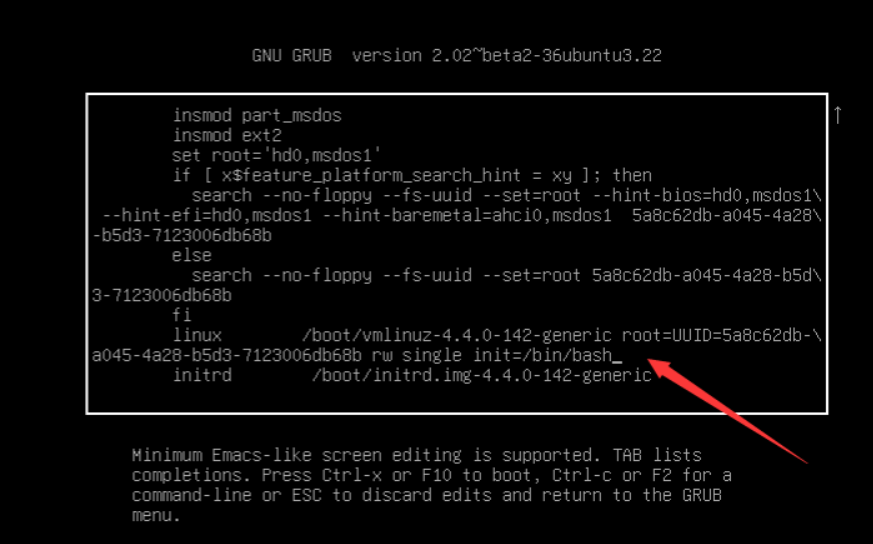 GNU GRUB  version 2.02~beta2-36ubuntu3.22
insmod part_msdos
insmod ext2
set root='hd0,msdos1'
if [ x$feature_platform_search_hint = xy ]; then
search --no-floppy --fs-uuid --set=root --hint-bios=hd0,msdos1\
--hint-efi=hd0,msdos1 --hint-baremetal=ahci0,msdos1  5a8c62db-a045-4a28\
-b5d3-7123006db68b
else
search --no-floppy --fs-uuid --set=root 5a8c62db-a045-4a28-b5d\
3-7123006db68b
fi
linux        /boot/vmlinuz-4.4.0-142-generic root=UUID=5a8c62db-\
a045-4a28-b5d3-7123006db68b rw single init=/bin/bash_
initrd        /boot/initrd.img-4.4.0-142-generic
Minimum Emacs-like screen editing is supported. TAB lists
completions. Press Ctrl-x or F10 to boot, Ctrl-c or F2 for a
command-line or ESC to discard edits and return to the GRUB
menu.